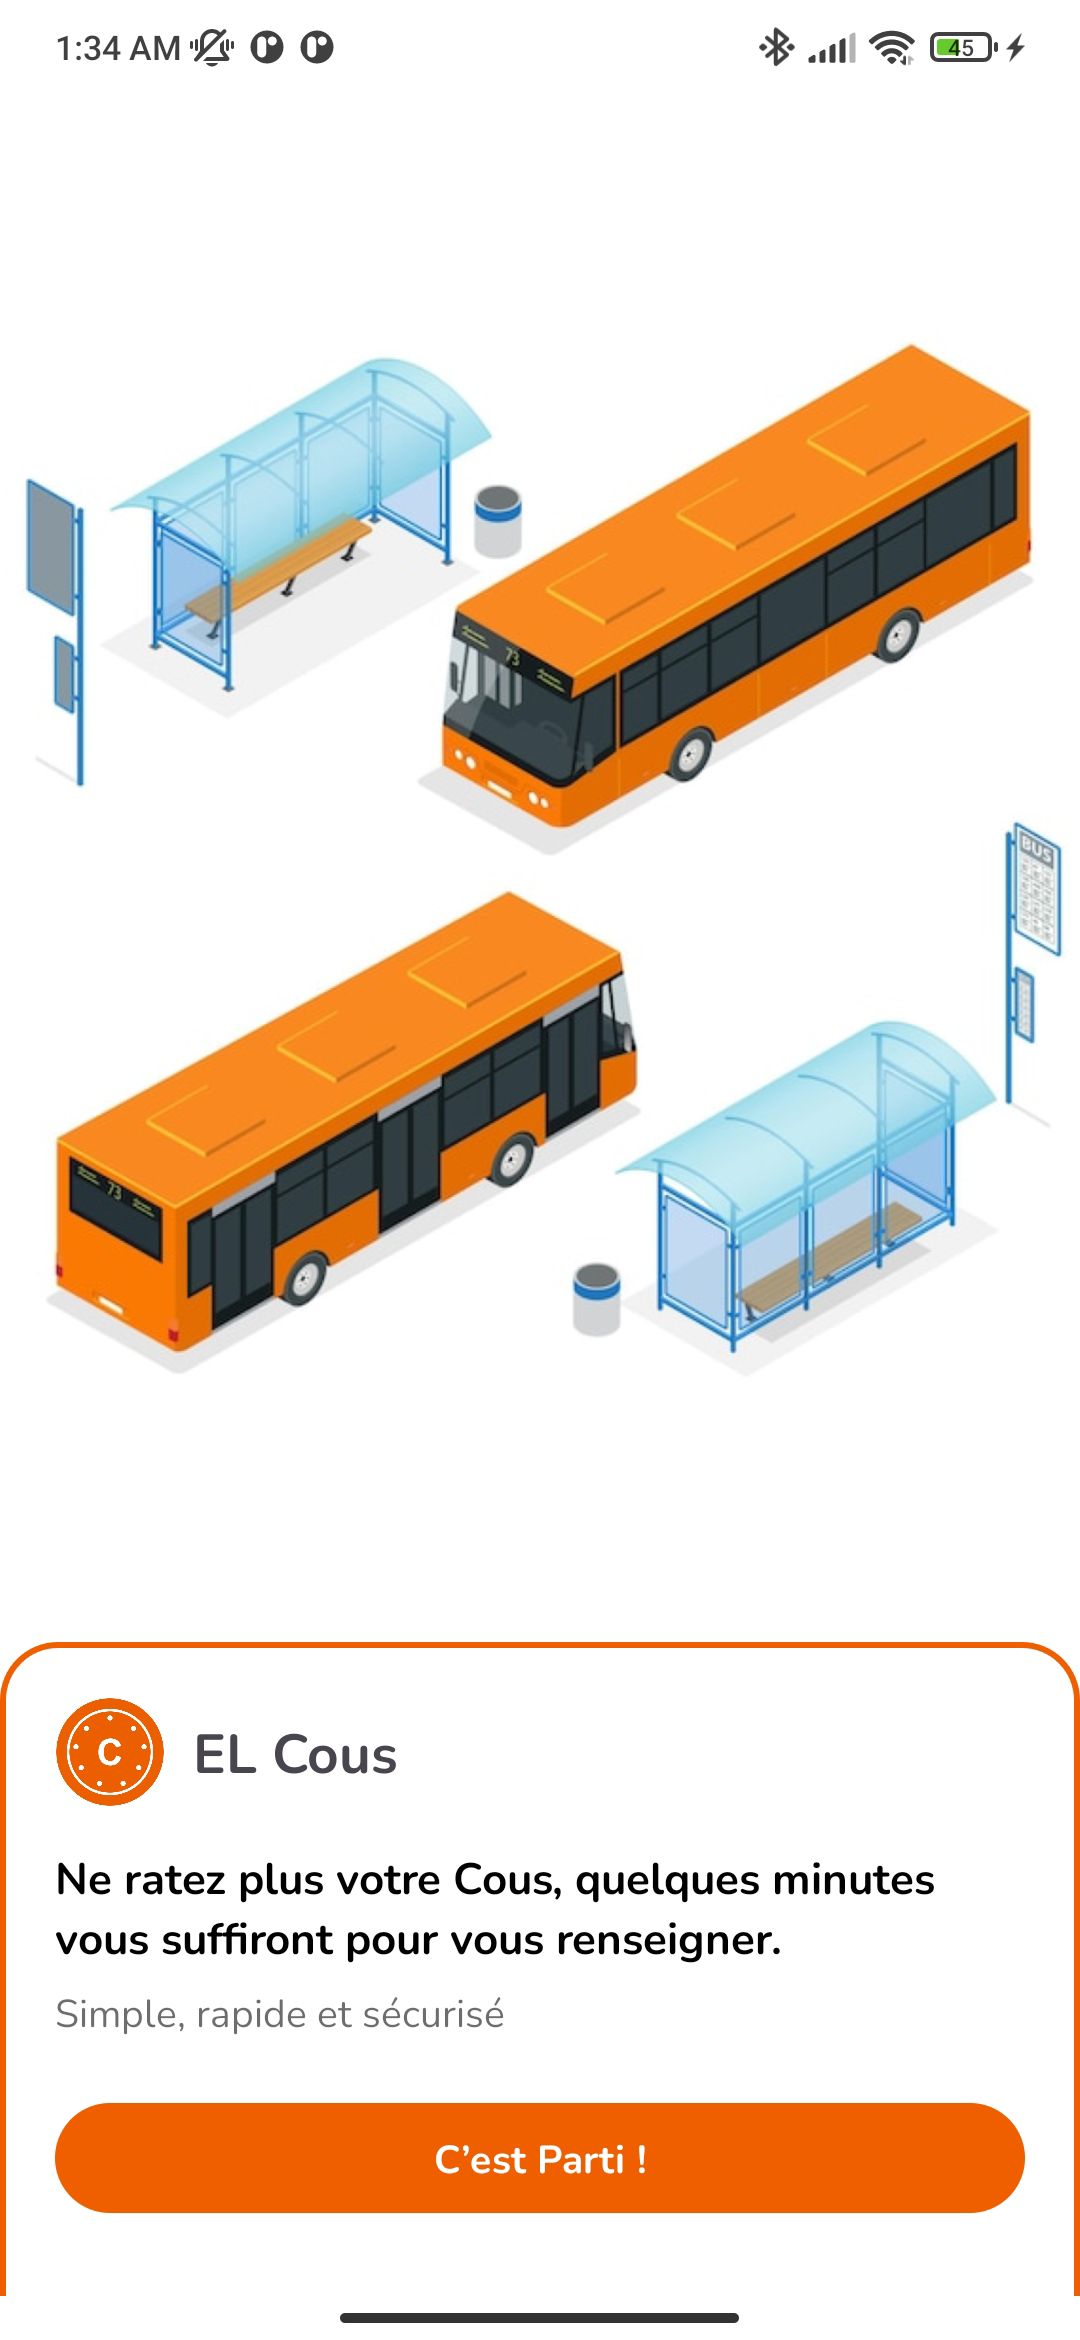 1:34 AM
45
73
BUS
73
C
EL Cous
Ne ratez plus votre Cous, quelques minutes
vous suffiront pour vous renseigner.
Simple, rapide et sécurisé
C’est Parti !